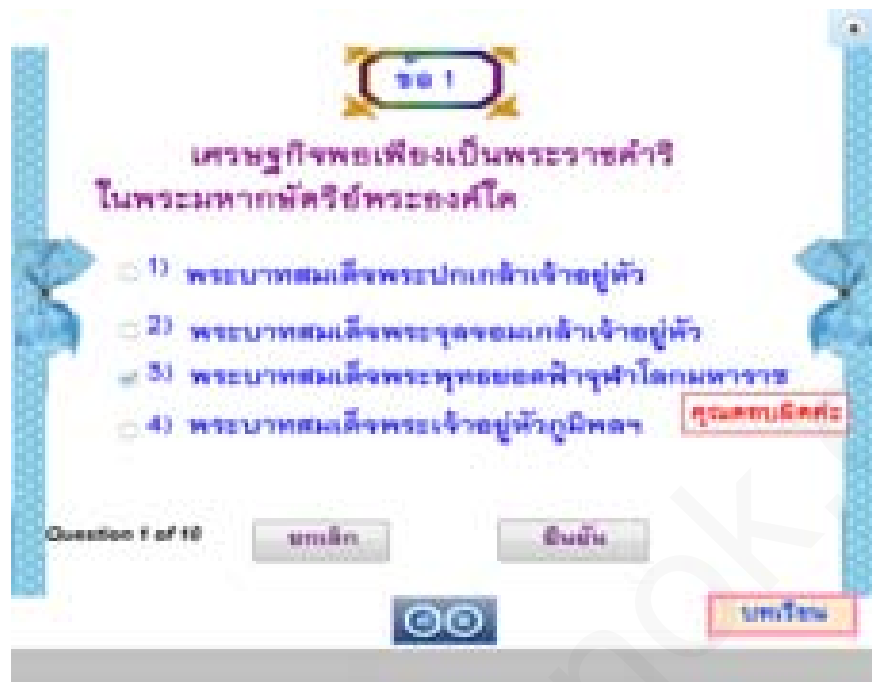 ข้อ 1
เศรษฐกิจพอเพียงเป็นพระราชดำริ
ในพระมหากษัตริย์พระองค์ใด
1) พระบาทสมเด็จพระปกเกล้าเจ้าอยู่หัว
2) พระบาทสมเด็จพระจุลจอมเกล้าเจ้าอยู่หัว
3) พระบาทสมเด็จพระพุทธยอดฟ้าจุฬาโลกมหาราช
4) พระบาทสมเด็จพระเจ้าอยู่หัวภูมิพลฯ
คุณตอบผิดค่ะ
Question 1 of 10
ยกเลิก
ยืนยัน
บทเรียน